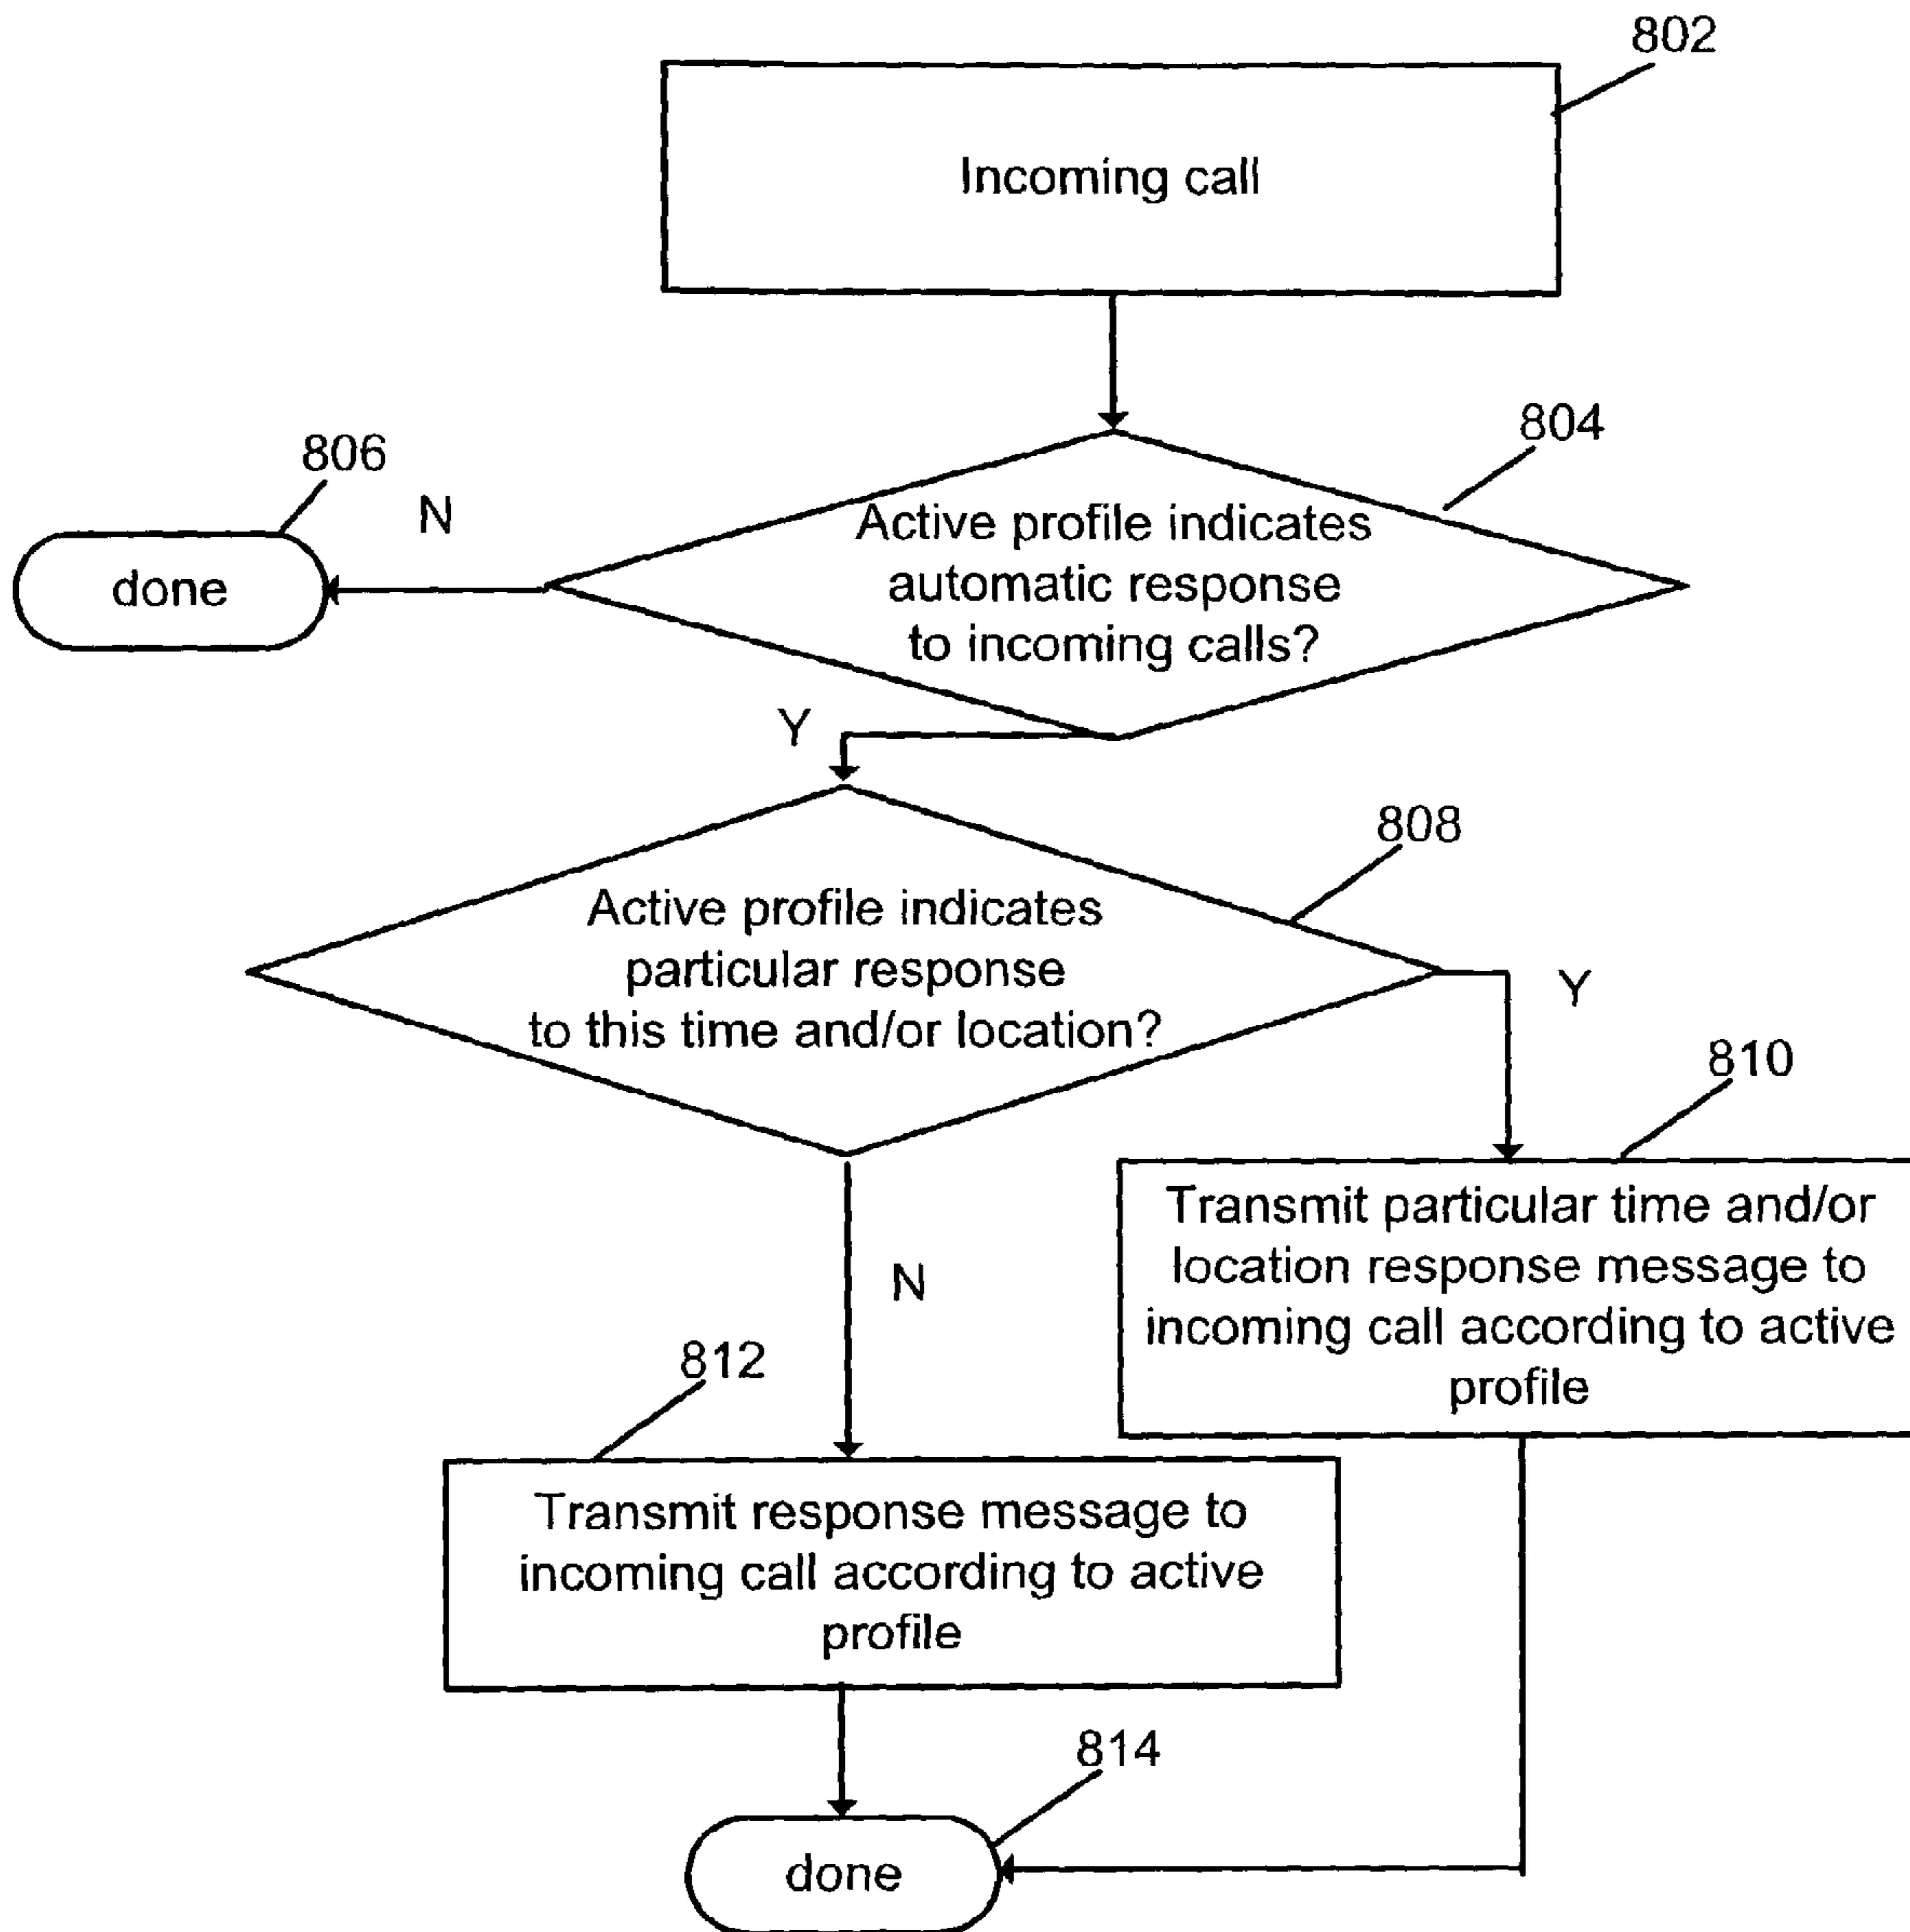 802
Incoming call
804
806
N
Active profile indicates
automatic response
to incoming calls?
done
Y
808
Active profile indicates
particular response
to this time and/or location?
Y
810
Transmit particular time and/or
location response message to
incoming call according to active
profile
N
812
Transmit response message to
incoming call according to active
profile
814
done